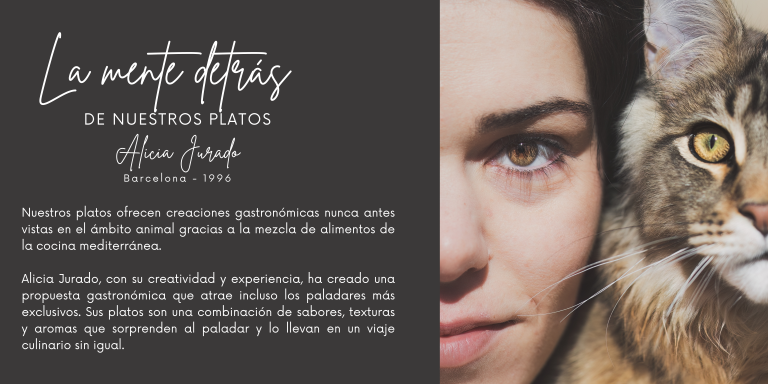 La mente detrás
DE NUESTROS PLATOS
Alicia Jurado
Barcelona - 1996
Nuestros platos ofrecen creaciones gastronómicas nunca antes
vistas en el ámbito animal gracias a la mezcla de alimentos de
la cocina mediterránea.
Alicia Jurado, con su creatividad y experiencia, ha creado una
propuesta gastronómica que atrae incluso los paladares más
exclusivos. Sus platos son una combinación de sabores, texturas
y aromas que sorprenden al paladar y lo llevan en un viaje
culinario sin igual.